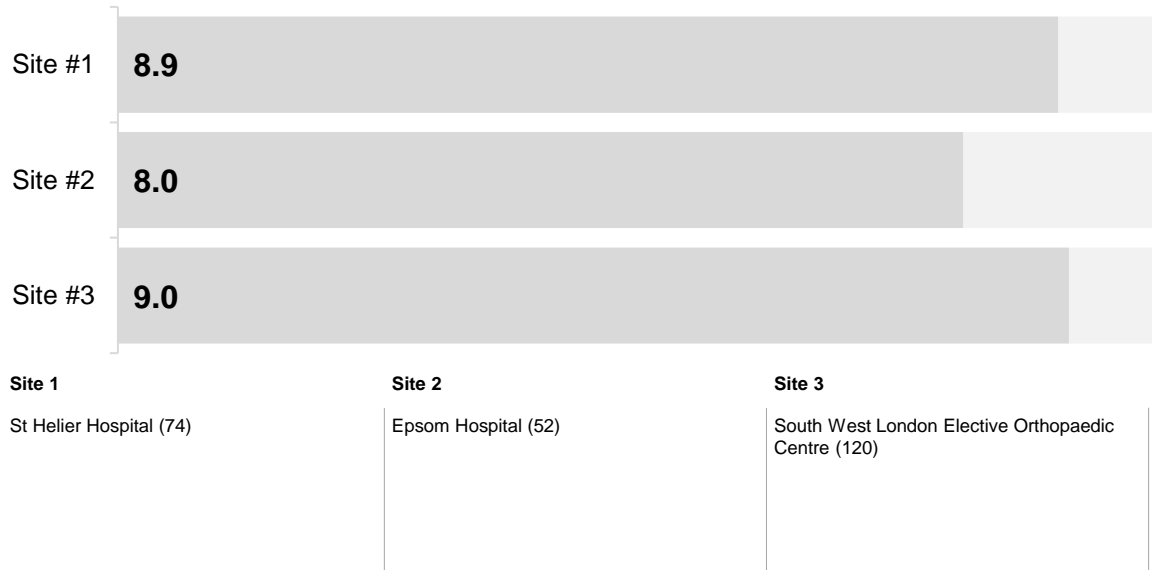 Site #1 8.9
Site #2 8.0
Site #3 9.0
Site 1
St Helier Hospital (74)
Site 2
Epsom Hospital (52)
Site 3
South West London Elective Orthopaedic
Centre (120)